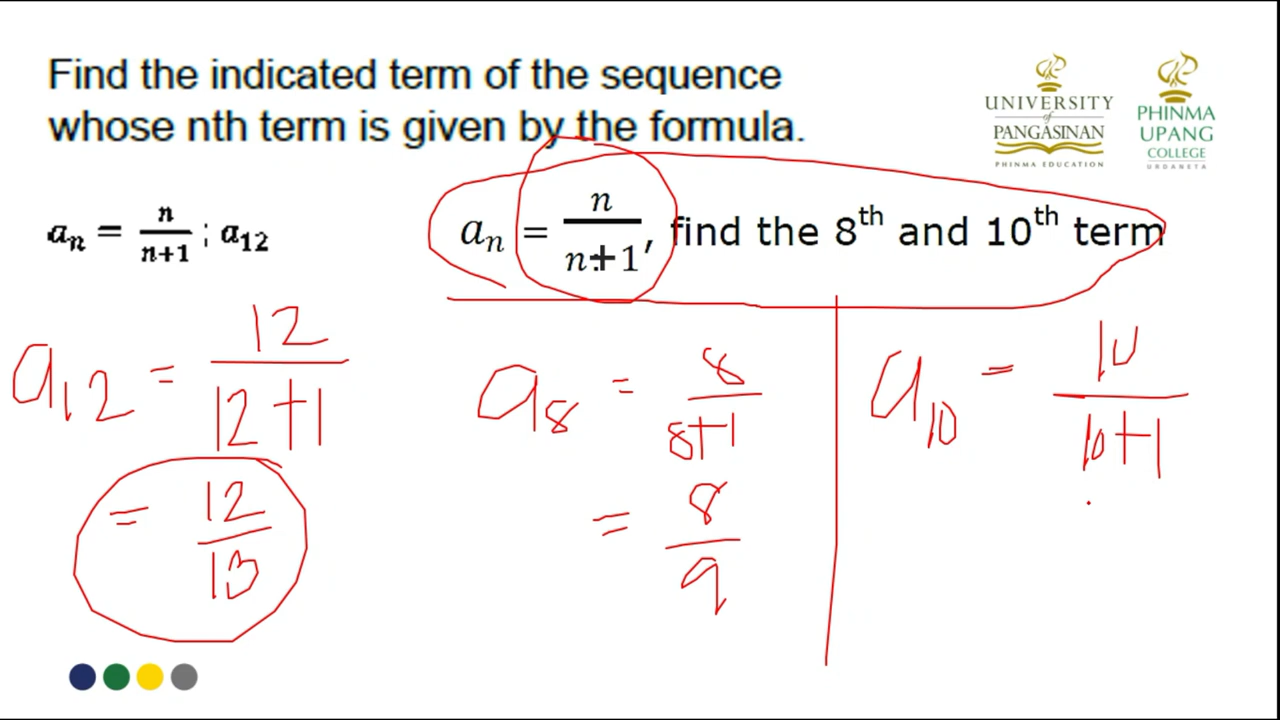 Find the indicated term of the sequence
whose nth term is given by the formula.
UNIVERSITY
of
PANGASINAN
PHINMA EDUCATION
PHINMA
UPANG
COLLEGE
URDANETA
aₙ = n/(n+1) ; a₁₂
aₙ = n/(n+1), find the 8th and 10th term
a₁₂ = 12/(12+1)
= 12/13
a₈ = 8/(8+1)
= 8/9
a₁₀ = 10/(10+1)